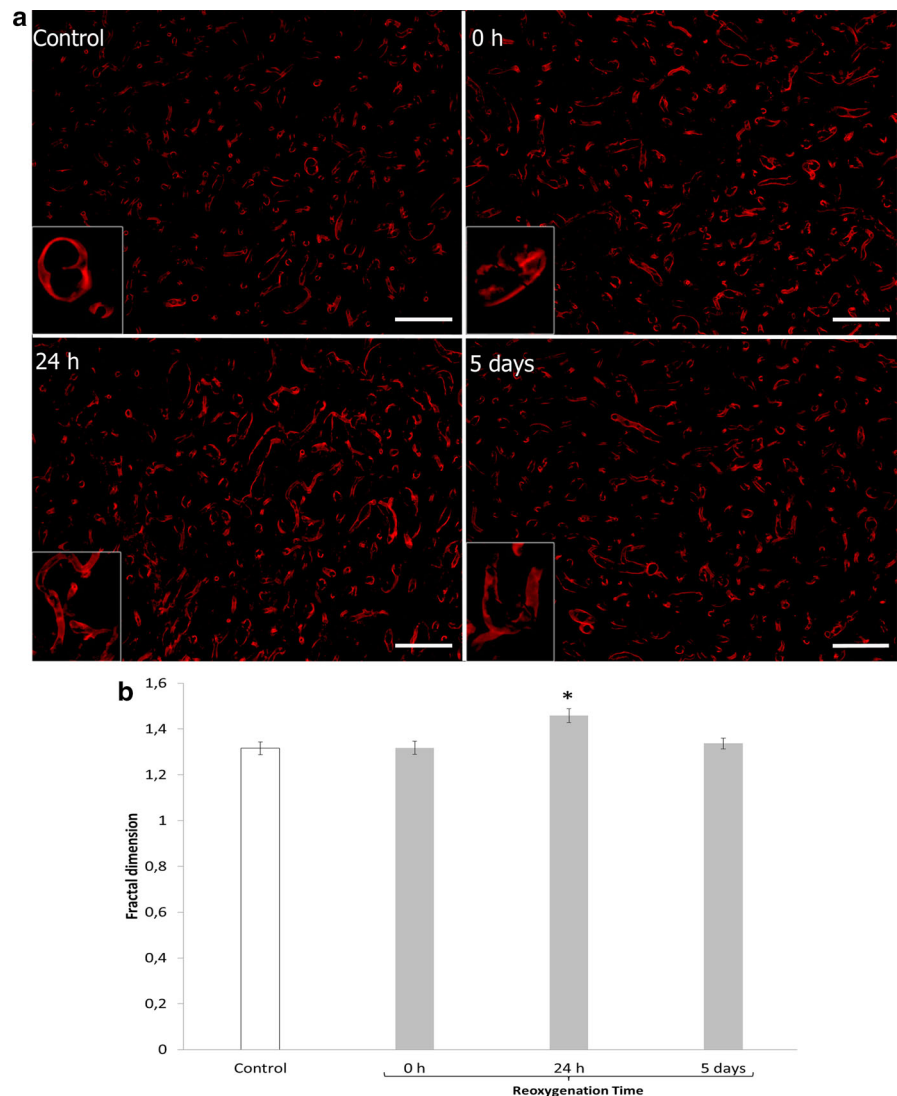 a
Control
0 h
24 h
5 days
b
1,6
*
1,4
1,2
1
0,8
0,6
0,4
0,2
0
Fractal dimension
Control
0 h
24 h
5 days
Reoxygenation Time